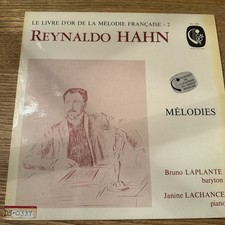 LE LIVRE D'OR DE LA MÉLODIE FRANÇAISE - 2
REYNALDO HAHN
MÉLODIES
Bruno LAPLANTE
baryton
Janine LACHANCE
piano